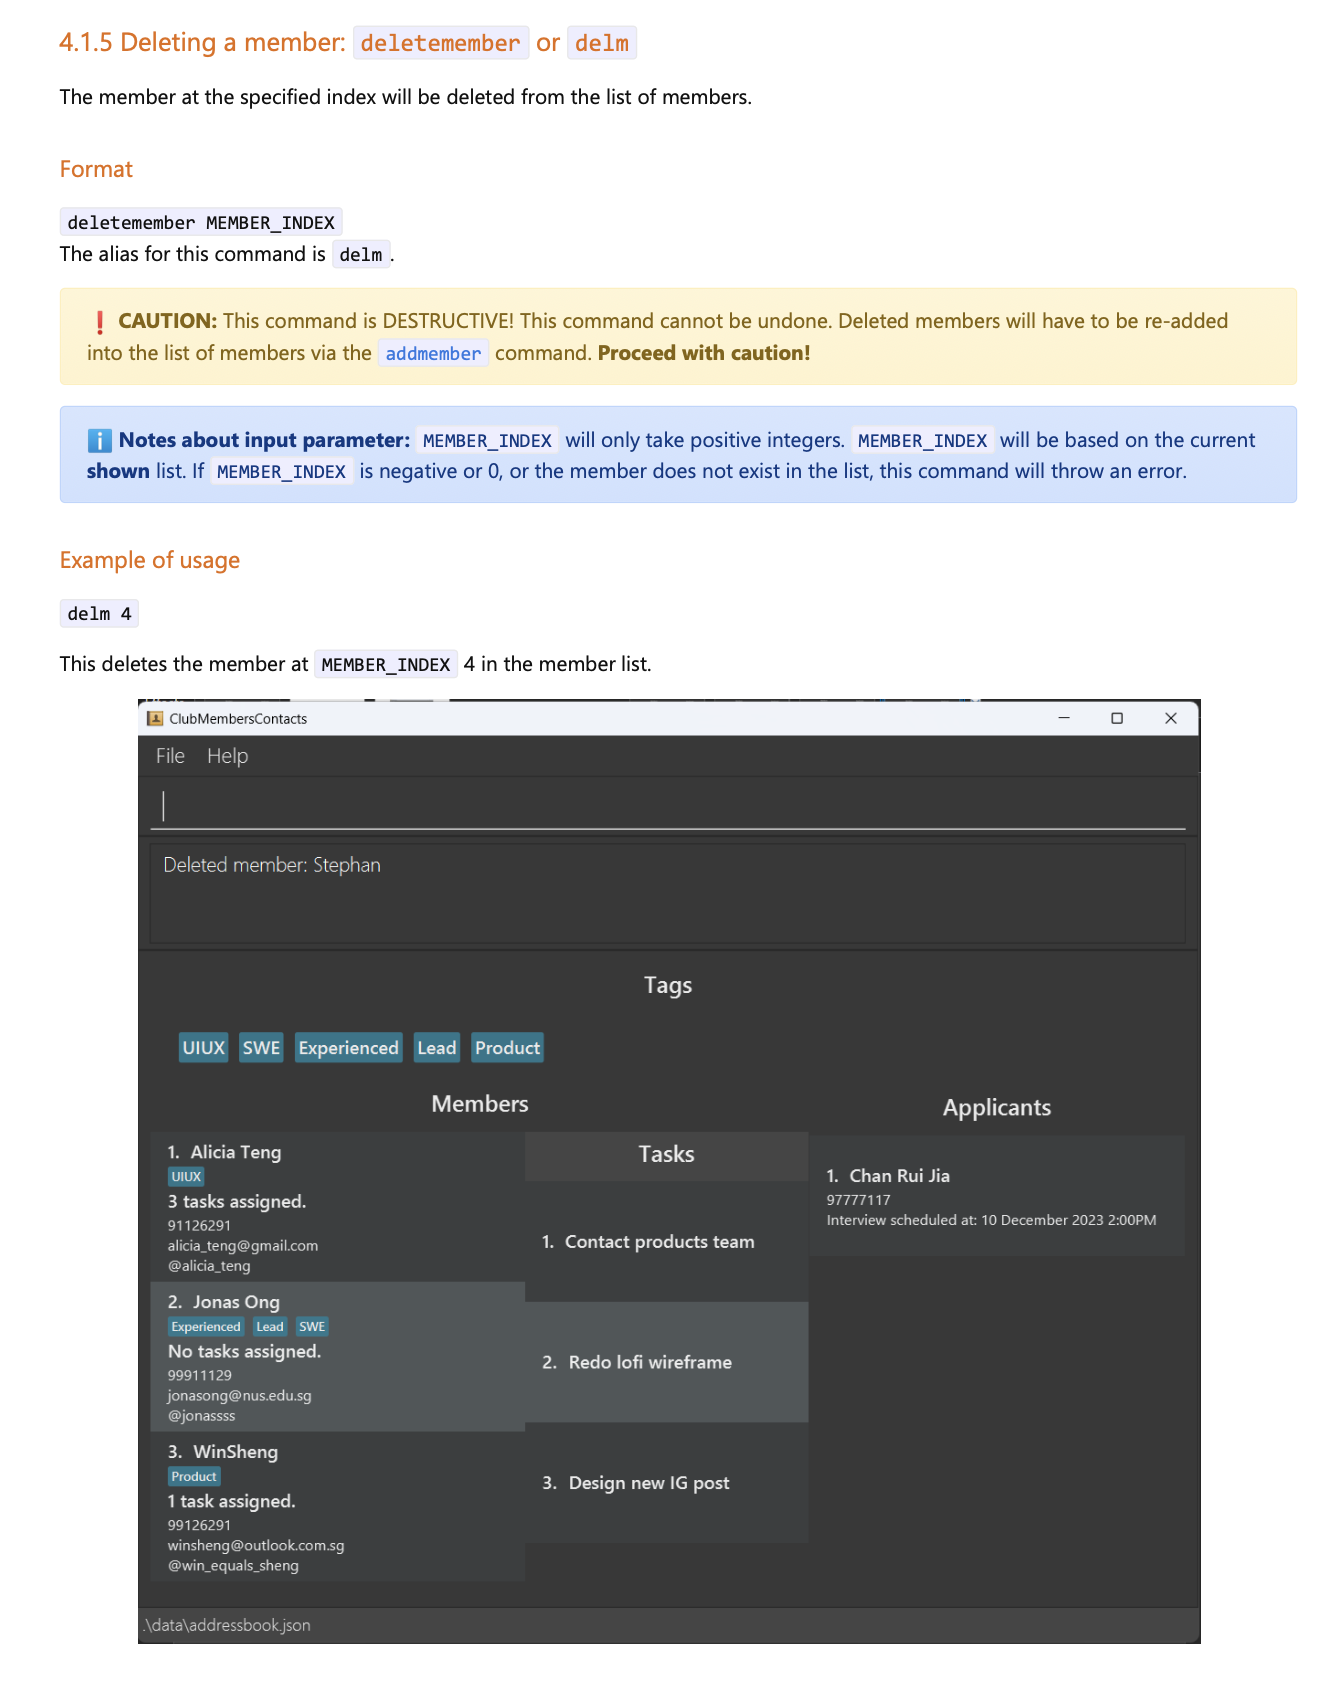 4.1.5 Deleting a member: deletemember or delm
The member at the specified index will be deleted from the list of members.
Format
deletemember MEMBER_INDEX
The alias for this command is delm.
❗ CAUTION: This command is DESTRUCTIVE! This command cannot be undone. Deleted members will have to be re-added
into the list of members via the addmember command. Proceed with caution!
ℹ️ Notes about input parameter: MEMBER_INDEX will only take positive integers. MEMBER_INDEX will be based on the current
shown list. If MEMBER_INDEX is negative or 0, or the member does not exist in the list, this command will throw an error.
Example of usage
delm 4
This deletes the member at MEMBER_INDEX 4 in the member list.
ClubMembersContacts
File Help
Deleted member: Stephan
Tags
UIUX SWE Experienced Lead Product
Members
1. Alicia Teng
UIUX
3 tasks assigned.
91126291
alicia_teng@gmail.com
@alicia_teng
2. Jonas Ong
Experienced Lead SWE
No tasks assigned.
99911129
jonasong@nus.edu.sg
@jonassss
3. WinSheng
Product
1 task assigned.
99126291
winsheng@outlook.com.sg
@win_equals_sheng
Tasks
1. Contact products team
2. Redo lofi wireframe
3. Design new IG post
Applicants
1. Chan Rui Jia
97777117
Interview scheduled at: 10 December 2023 2:00PM
.\data\addressbook.json